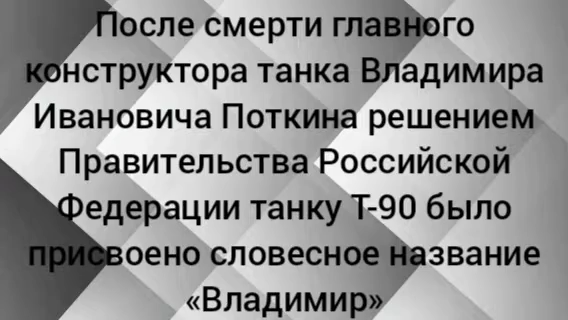 После смерти главного
конструктора танка Владимира
Ивановича Поткина решением
Правительства Российской
Федерации танку Т-90 было
присвоено словесное название
«Владимир»